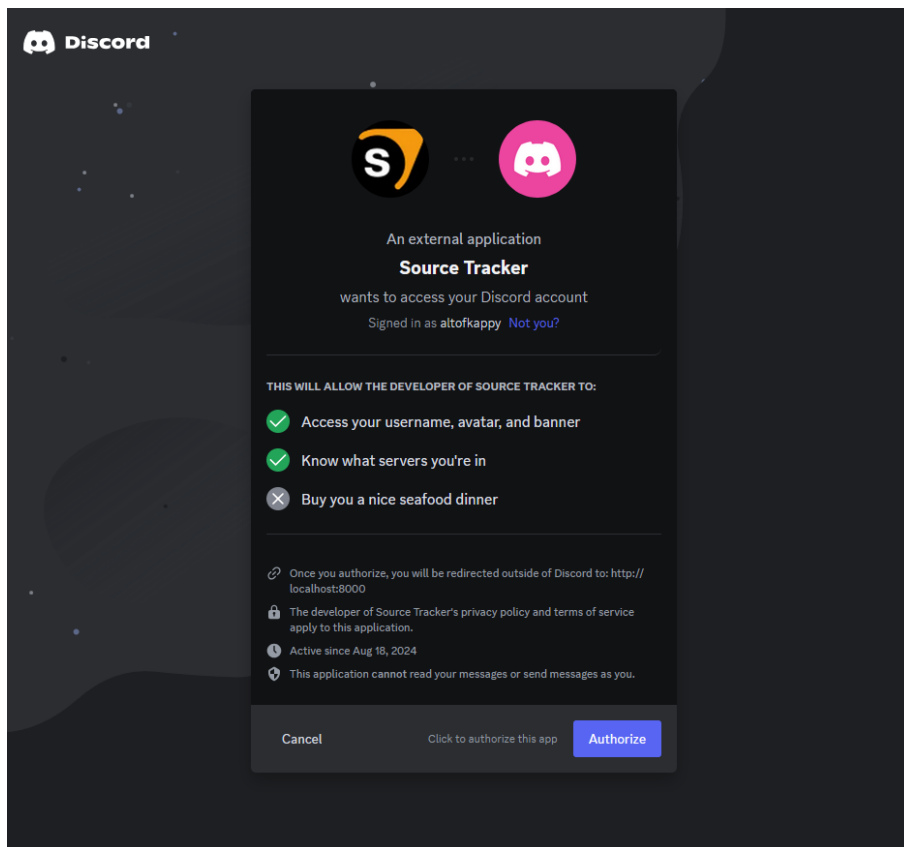 Discord
S
An external application
Source Tracker
wants to access your Discord account
Signed in as altofkappy Not you?
THIS WILL ALLOW THE DEVELOPER OF SOURCE TRACKER TO:
Access your username, avatar, and banner
Know what servers you're in
Buy you a nice seafood dinner
Once you authorize, you will be redirected outside of Discord to: http://
localhost:8000
The developer of Source Tracker's privacy policy and terms of service
apply to this application.
Active since Aug 18, 2024
This application cannot read your messages or send messages as you.
Cancel
Click to authorize this app
Authorize